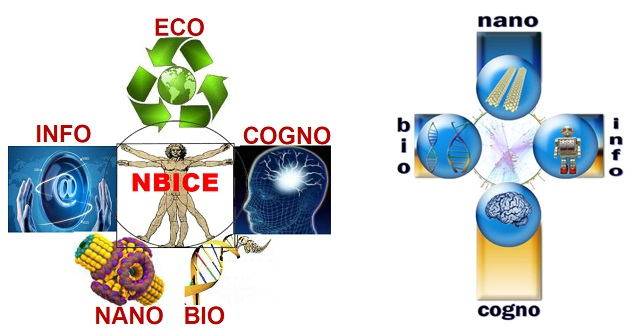 ECO
INFO
COGNO
@
NBICE
NANO
BIO
nano
bio
info
cogno